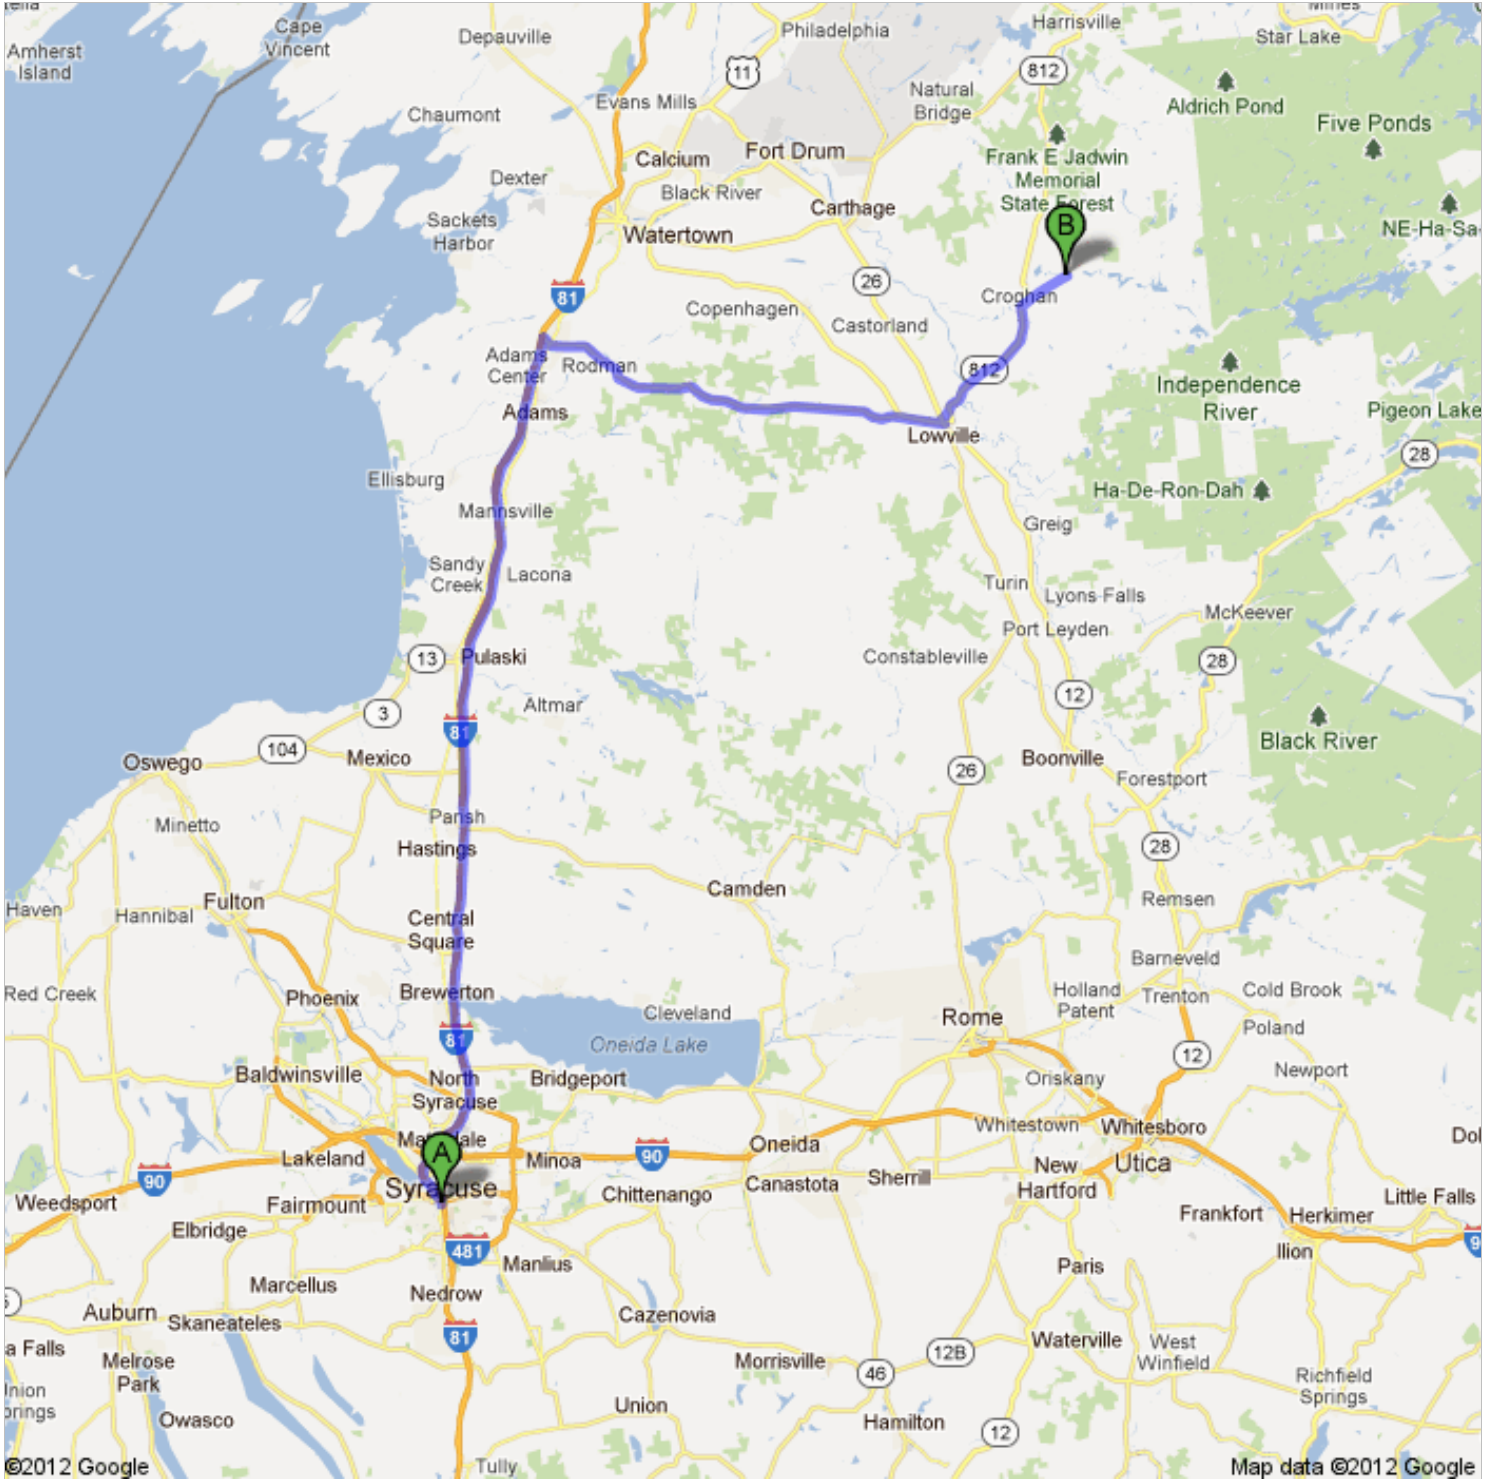 Cape
Vincent
Depauville
Philadelphia
Harrisville
Star Lake
Amherst
Island
11
812
Natural
Bridge
Aldrich Pond
Evans Mills
Chaumont
Five Ponds
Calcium
Fort Drum
Frank E Jadwin
Memorial
State Forest
Dexter
Black River
Carthage
Sackets
Harbor
Watertown
B
NE-Ha-Sa-
26
81
Croghan
Copenhagen
Castorland
Adams
Center
Rodman
812
Independence
River
Adams
Pigeon Lake
Lowville
28
Ellisburg
Ha-De-Ron-Dah
Mannsville
Greig
Sandy
Creek
Lacona
Turin
Lyons Falls
McKeever
Port Leyden
13
Pulaski
Constableville
28
12
Altmar
3
81
Black River
104
Oswego
Mexico
26
Boonville
Forestport
Parish
Minetto
Hastings
28
Camden
Remsen
Fulton
Haven
Hannibal
Central
Square
Barneveld
Red Creek
Phoenix
Brewerton
Holland
Patent
Trenton
Cold Brook
Cleveland
Rome
Poland
81
Oneida Lake
12
Baldwinsville
North
Syracuse
Bridgeport
Oriskany
Newport
Whitestown
Whitesboro
A
Oneida
Lakeland
90
Minoa
90
New
Hartford
Utica
Syracuse
Chittenango
Canastota
Sherrill
Weedsport
Fairmount
Little Falls
Elbridge
Frankfort
Herkimer
481
Manlius
Ilion
Marcellus
Nedrow
Paris
Auburn
Skaneateles
Cazenovia
81
Waterville
West
Winfield
a Falls
Melrose
Park
12B
Morrisville
46
Richfield
Springs
Owasco
Union
Hamilton
12
Tully
©2012 Google
Map data ©2012 Google